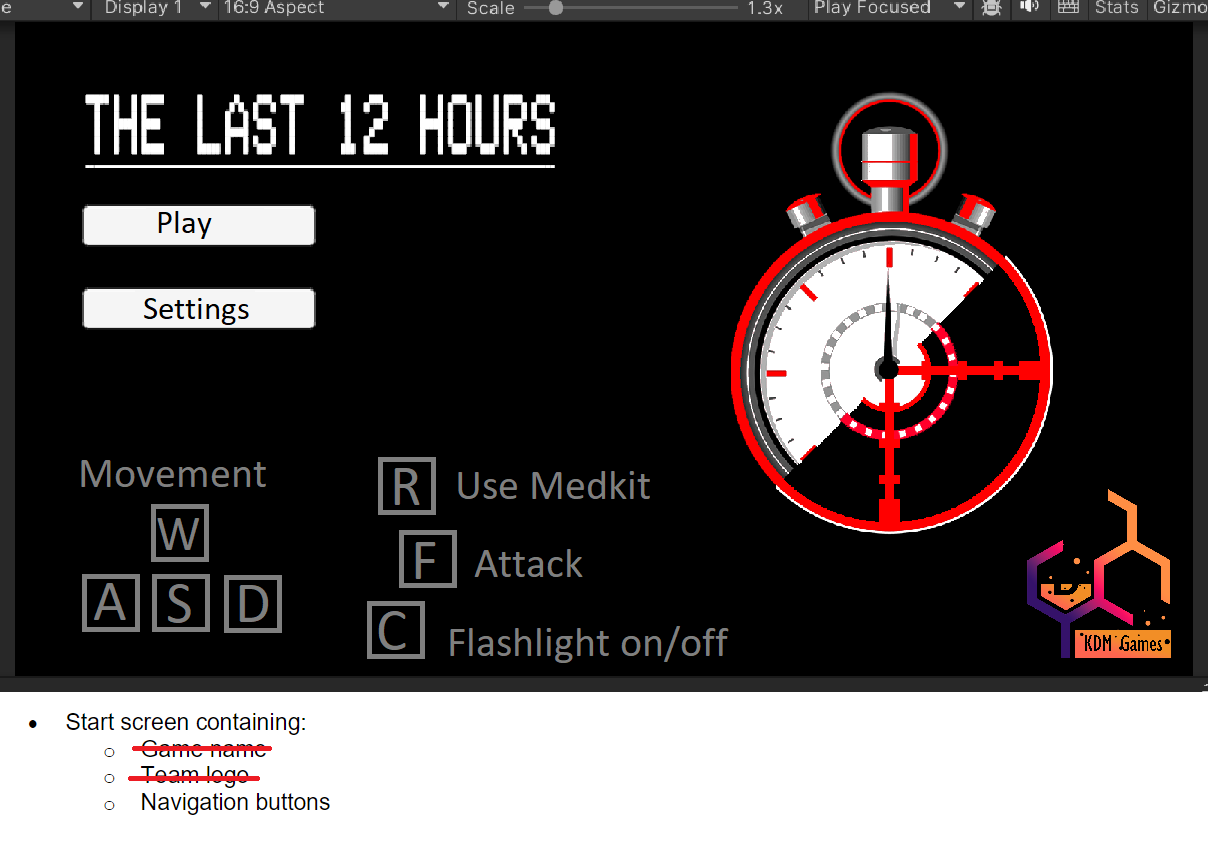 Display 1 16:9 Aspect Scale 1.3x Play Focused Stats
THE LAST 12 HOURS
Play
Settings
Movement
W
A S D
R Use Medkit
F Attack
C Flashlight on/off
KDM Games
• Start screen containing:
○ Game name
○ Team logo
○ Navigation buttons